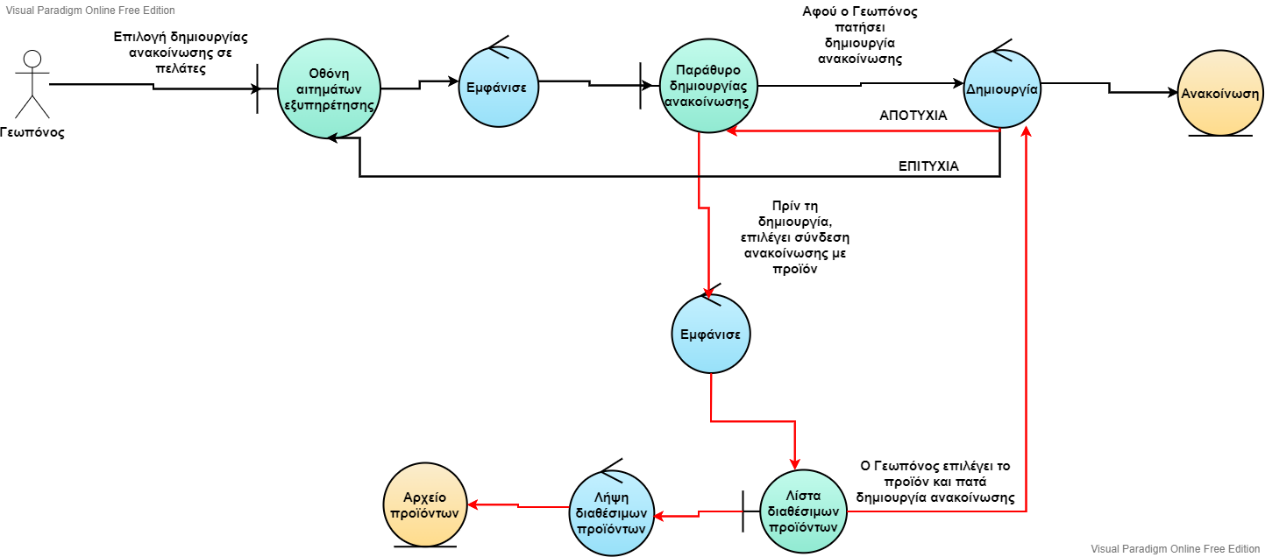 Visual Paradigm Online Free Edition
Επιλογή δημιουργίας
ανακοίνωσης σε
πελάτες
Γεωπόνος
Οθόνη
αιτημάτων
εξυπηρέτησης
Εμφάνισε
Παράθυρο
δημιουργίας
ανακοίνωσης
Αφού ο Γεωπόνος
πατήσει
δημιουργία
ανακοίνωσης
Δημιουργία
Ανακοίνωση
ΑΠΟΤΥΧΙΑ
ΕΠΙΤΥΧΙΑ
Πρίν τη
δημιουργία,
επιλέγει σύνδεση
ανακοίνωσης με
προϊόν
Εμφάνισε
Αρχείο
προϊόντων
Λήψη
διαθέσιμων
προϊόντων
Λίστα
διαθέσιμων
προϊόντων
Ο Γεωπόνος επιλέγει το
προϊόν και πατά
δημιουργία ανακοίνωσης
Visual Paradigm Online Free Edition